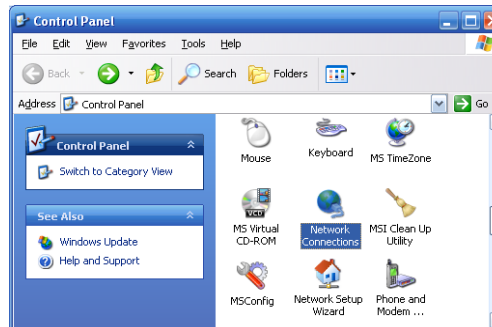 Control Panel
File Edit View Favorites Tools Help
Back Search Folders
Address Control Panel Go
Control Panel
Switch to Category View
See Also
Windows Update
Help and Support
Mouse Keyboard MS TimeZone
VCD
MS Virtual Network MSI Clean Up
CD-ROM Connections Utility
MSConfig Network Setup Phone and
Wizard Modem ...